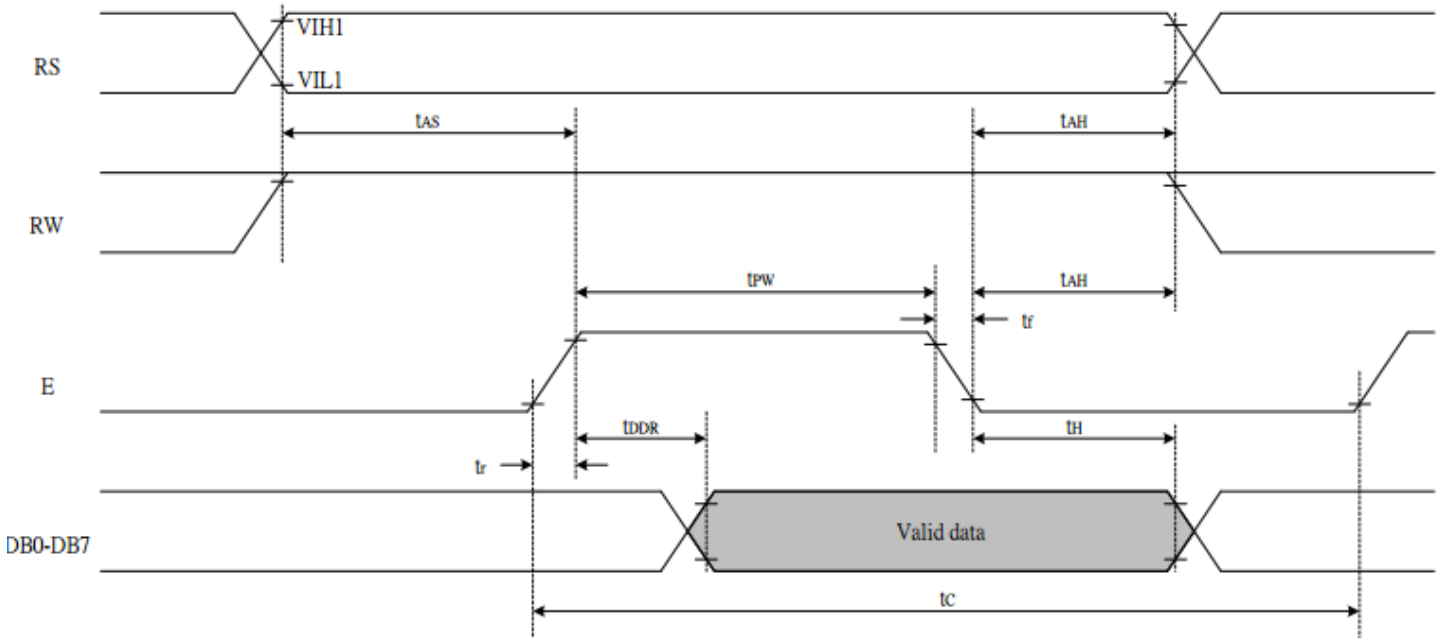 VIH1
RS
VIL1
tAS
tAH
RW
tPW
tAH
tf
E
tDDR
tH
tr
DB0-DB7
Valid data
tC